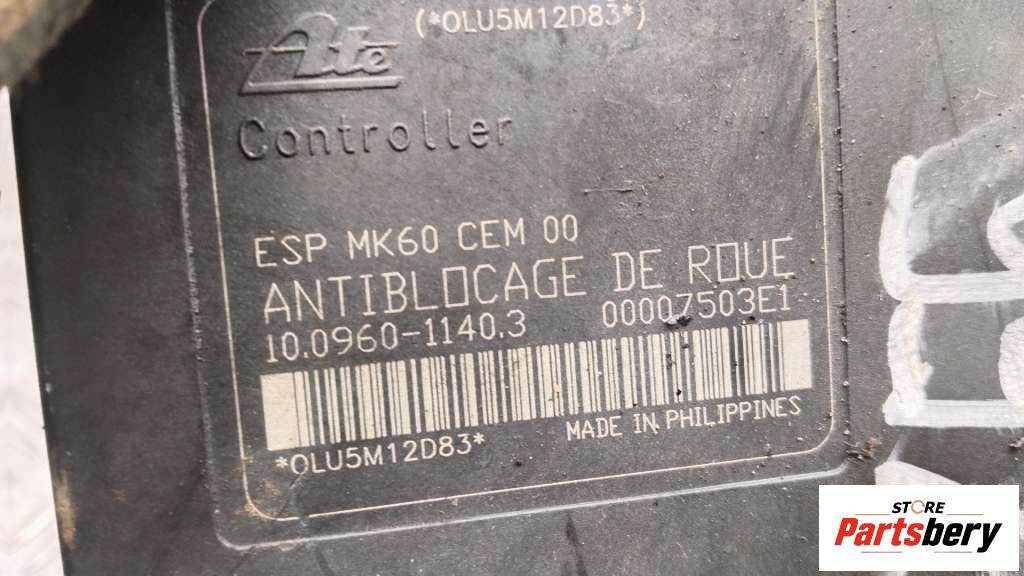 (*OLU5M12D83*)
Ate
Controller
ESP MK60 CEM 00
ANTIBLOCAGE DE ROUE
10.0960-1140.3 00007503E1
*OLU5M12D83*
MADE IN PHILIPPINES
STORE
Partsbery